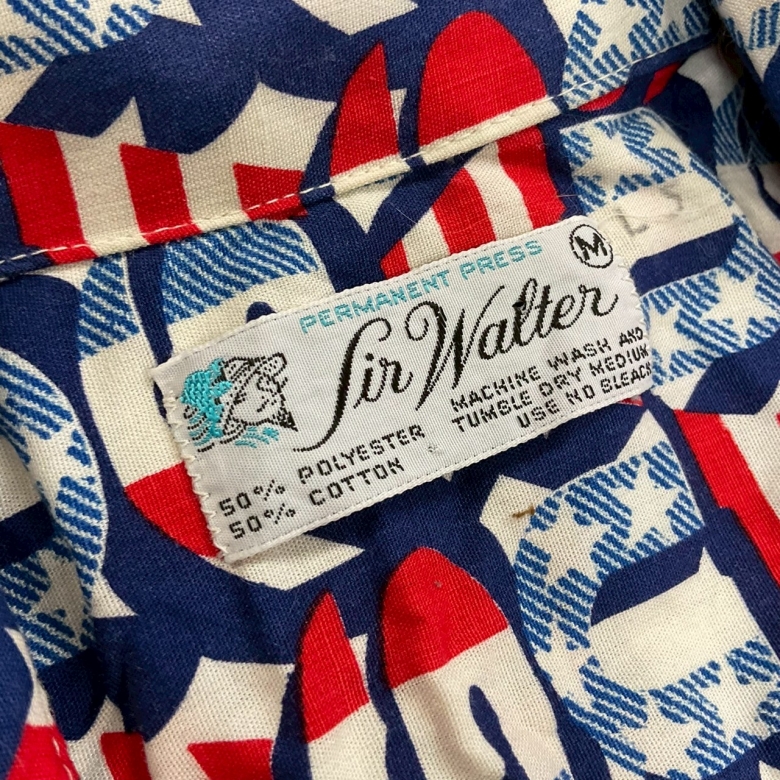 PERMANENT PRESS
M
Sir Walter
50% POLYESTER
50% COTTON
MACHINE WASH AND
TUMBLE DRY MEDIUM
USE NO BLEACH